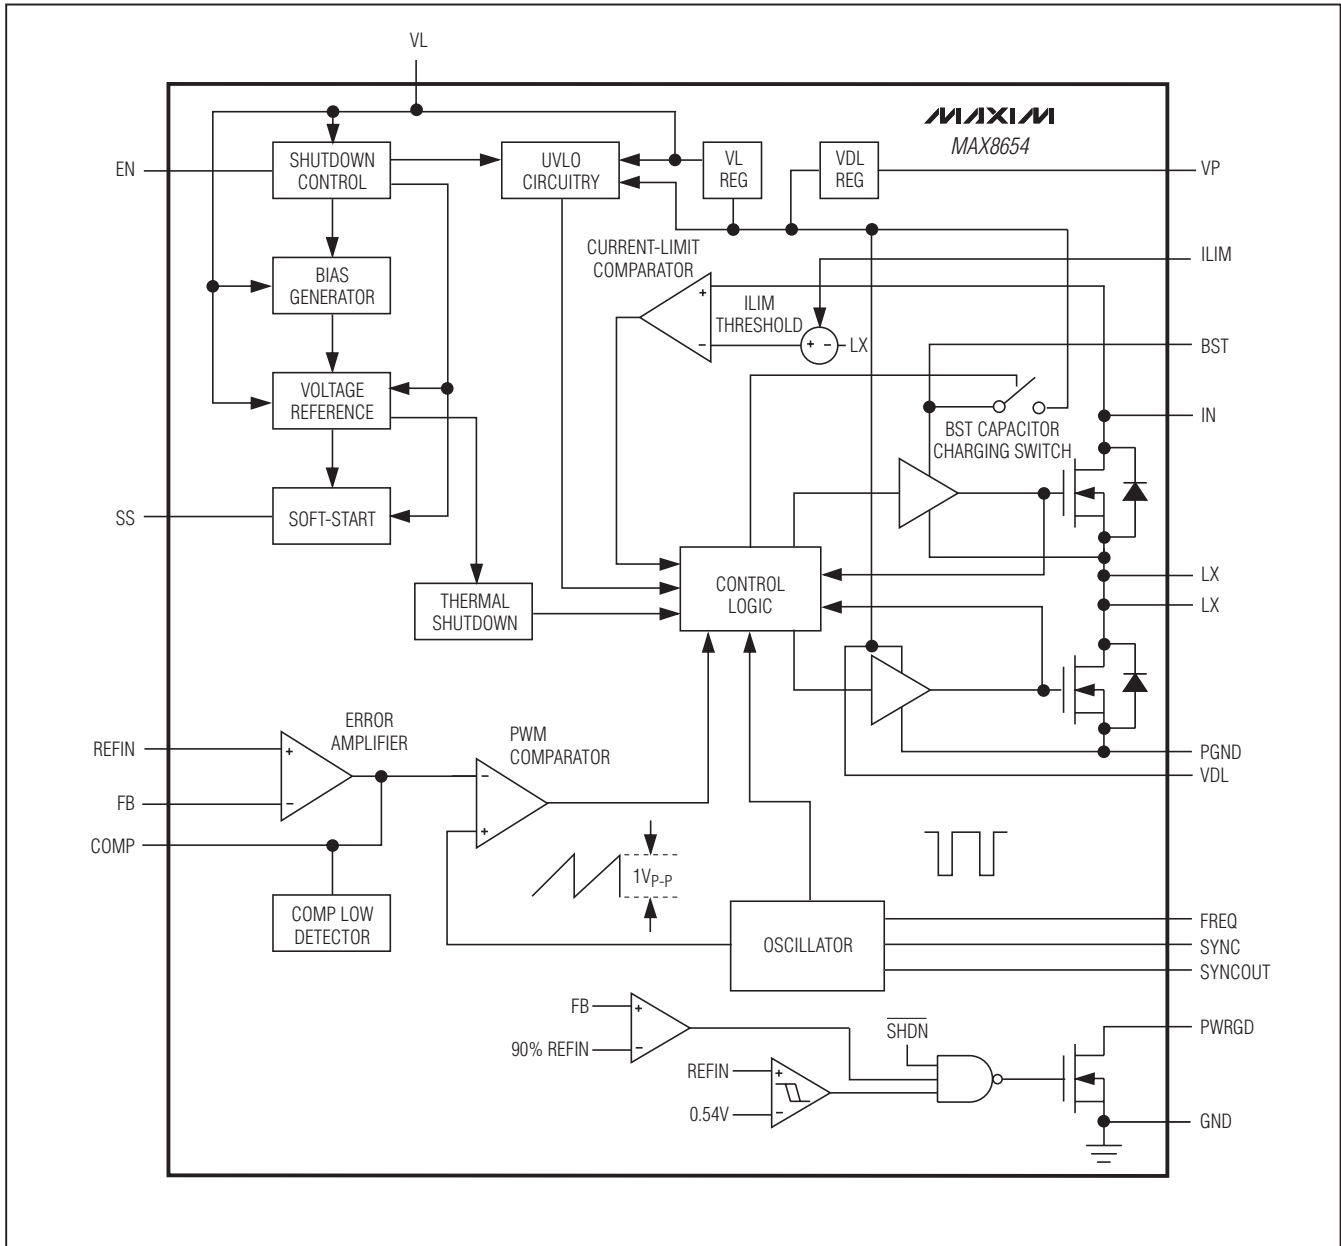 VL
MAXIM
MAX8654
EN
SHUTDOWN
CONTROL
UVLO
CIRCUITRY
VL
REG
VDL
REG
VP
CURRENT-LIMIT
COMPARATOR
ILIM
BIAS
GENERATOR
+
ILIM
THRESHOLD
−
+ −
LX
BST
VOLTAGE
REFERENCE
IN
BST CAPACITOR
CHARGING SWITCH
SS
SOFT-START
THERMAL
SHUTDOWN
CONTROL
LOGIC
LX
LX
ERROR
AMPLIFIER
PWM
COMPARATOR
REFIN
+
FB
−
COMP
−
+
PGND
VDL
1VP-P
COMP LOW
DETECTOR
OSCILLATOR
FREQ
SYNC
SYNCOUT
FB
+
90% REFIN
−
SHDN
PWRGD
REFIN
+
0.54V
−
GND